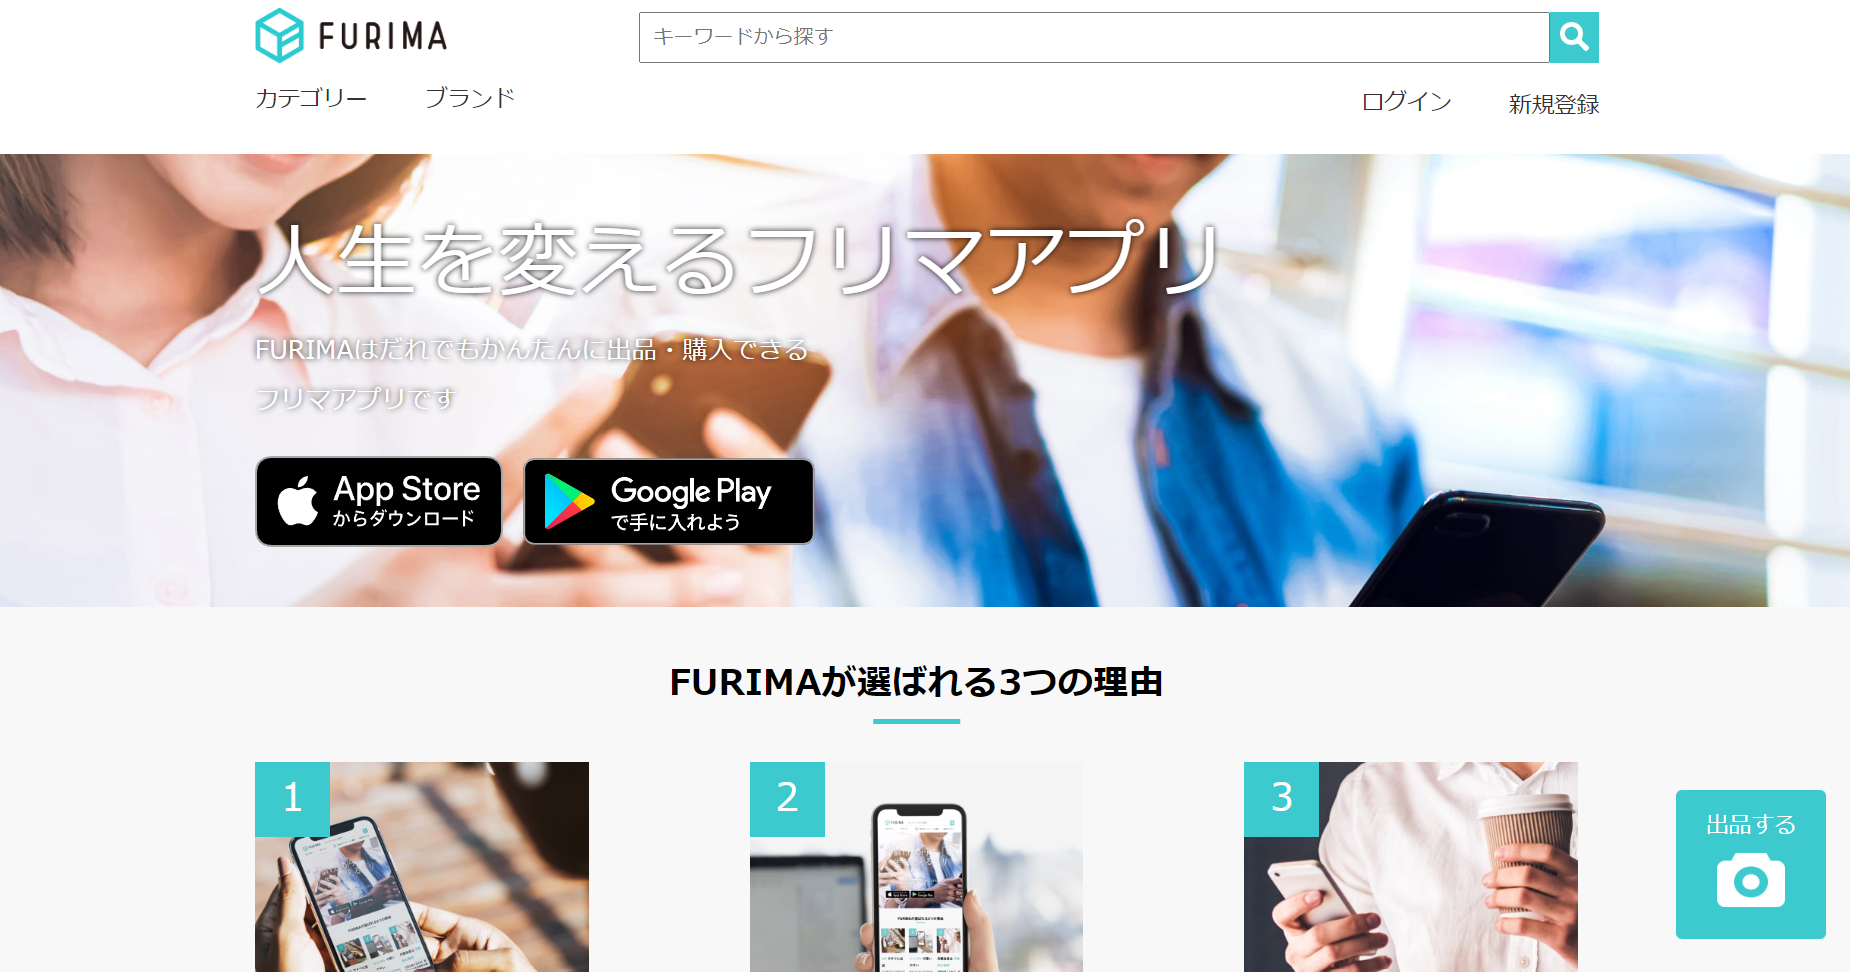 FURIMA
キーワードから探す
カテゴリー
ブランド
ログイン
新規登録
人生を変えるフリマアプリ
FURIMAはだれでもかんたんに出品・購入できる
フリマアプリです
App Store
からダウンロード
Google Play
で手に入れよう
FURIMAが選ばれる3つの理由
1
2
3
出品する